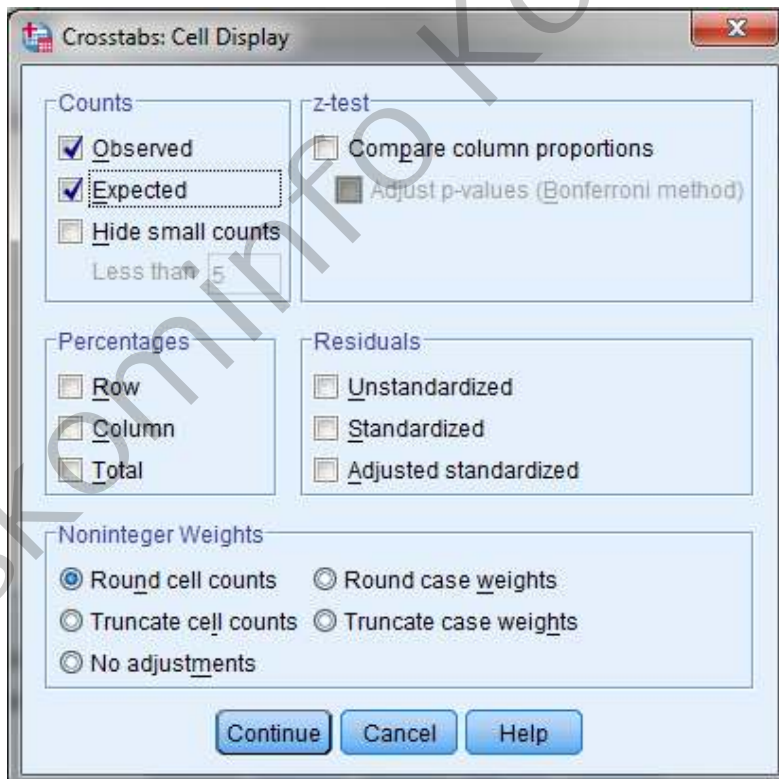 Crosstabs: Cell Display
Counts
Observed
Expected
Hide small counts
Less than 5
z-test
Compare column proportions
Adjust p-values (Bonferroni method)
Percentages
Row
Column
Total
Residuals
Unstandardized
Standardized
Adjusted standardized
Noninteger Weights
Round cell counts
Round case weights
Truncate cell counts
Truncate case weights
No adjustments
Continue
Cancel
Help
skominfo Ko